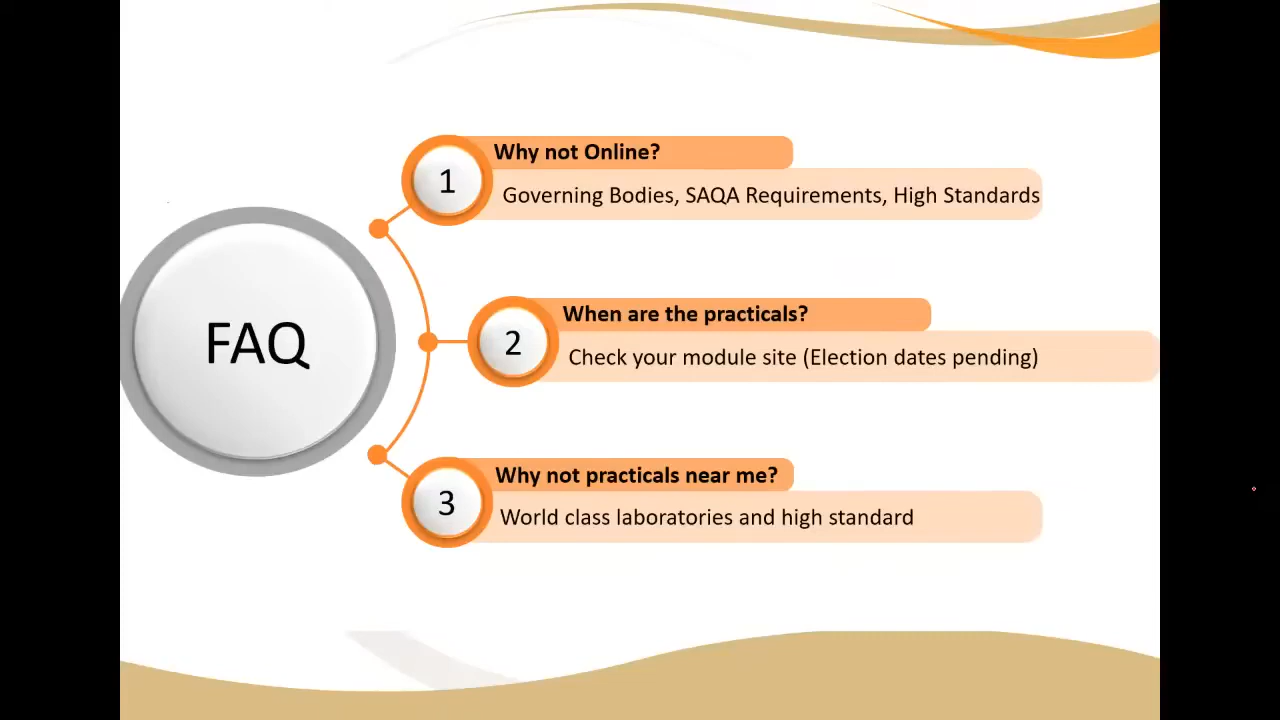 FAQ
1
Why not Online?
Governing Bodies, SAQA Requirements, High Standards
2
When are the practicals?
Check your module site (Election dates pending)
3
Why not practicals near me?
World class laboratories and high standard